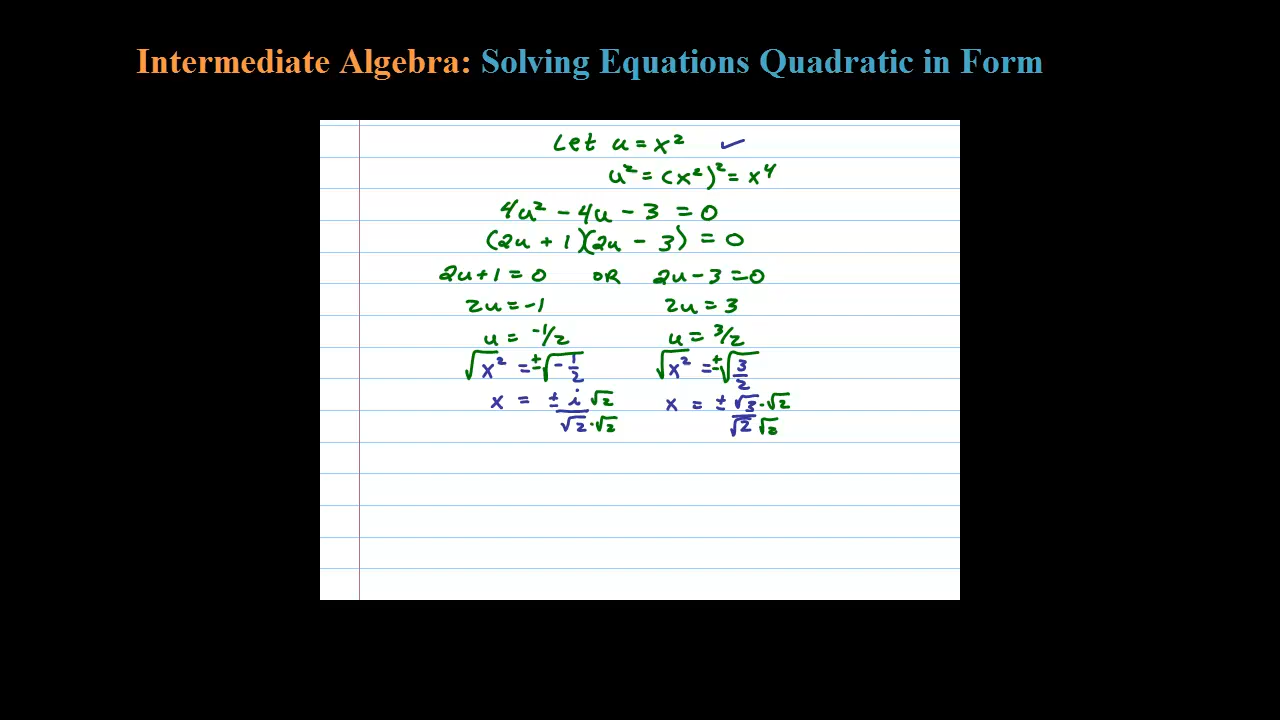 Intermediate Algebra: Solving Equations Quadratic in Form
Let u = x² ✓
u² = (x²)² = x⁴
4u² - 4u - 3 = 0
(2u + 1)(2u - 3) = 0
2u + 1 = 0 OR 2u - 3 = 0
2u = -1 2u = 3
u = -1/2 u = 3/2
√x² = ±√(-1/2) √x² = ±√(3/2)
x = ± i √2 / √2 · √2 x = ± √3 · √2 / √2 √2